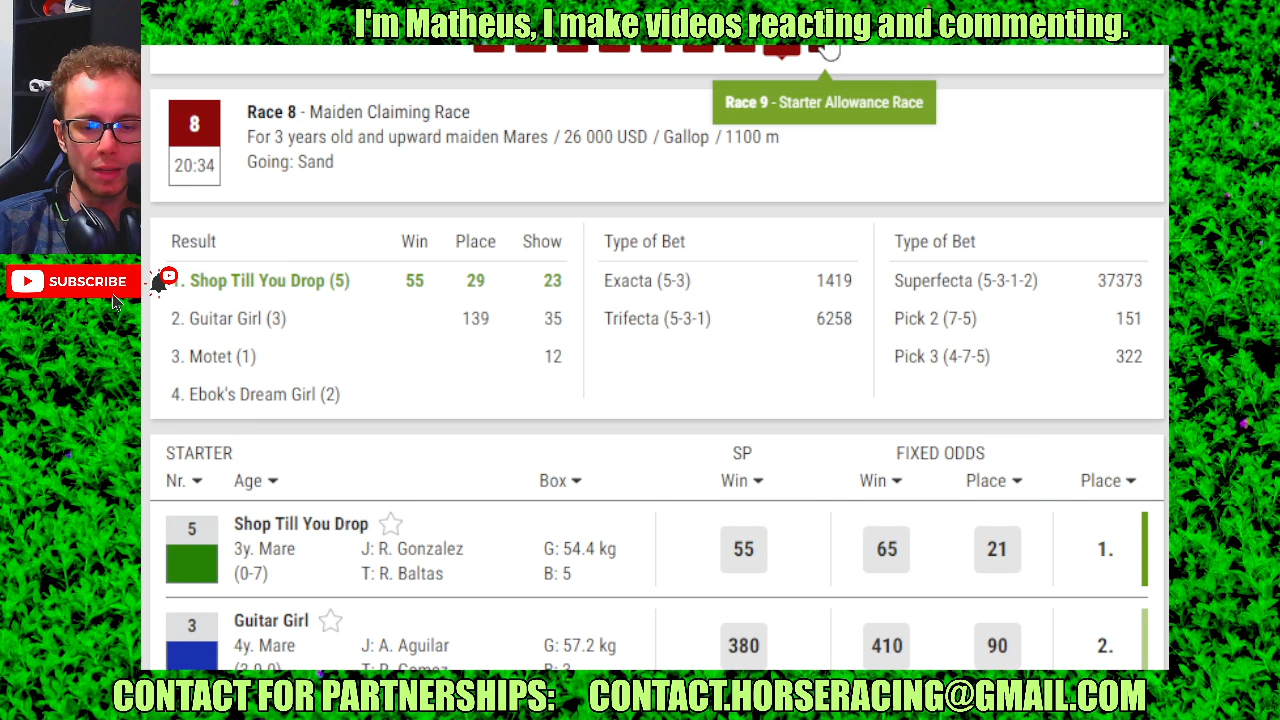 I'm Matheus, I make videos reacting and commenting.
Race 9 - Starter Allowance Race
8
20:34
Race 8 - Maiden Claiming Race
For 3 years old and upward maiden Mares / 26 000 USD / Gallop / 1100 m
Going: Sand
Result Win Place Show
1. Shop Till You Drop (5) 55 29 23
2. Guitar Girl (3) 139 35
3. Motet (1) 12
4. Ebok's Dream Girl (2)
Type of Bet
Exacta (5-3) 1419
Trifecta (5-3-1) 6258
Type of Bet
Superfecta (5-3-1-2) 37373
Pick 2 (7-5) 151
Pick 3 (4-7-5) 322
SUBSCRIBE
STARTER SP FIXED ODDS
Nr. Age Box Win Win Place Place
5 Shop Till You Drop
3y. Mare J: R. Gonzalez G: 54.4 kg 55 65 21 1.
(0-7) T: R. Baltas B: 5
3 Guitar Girl
4y. Mare J: A. Aguilar G: 57.2 kg 380 410 90 2.
CONTACT FOR PARTNERSHIPS: CONTACT.HORSERACING@GMAIL.COM